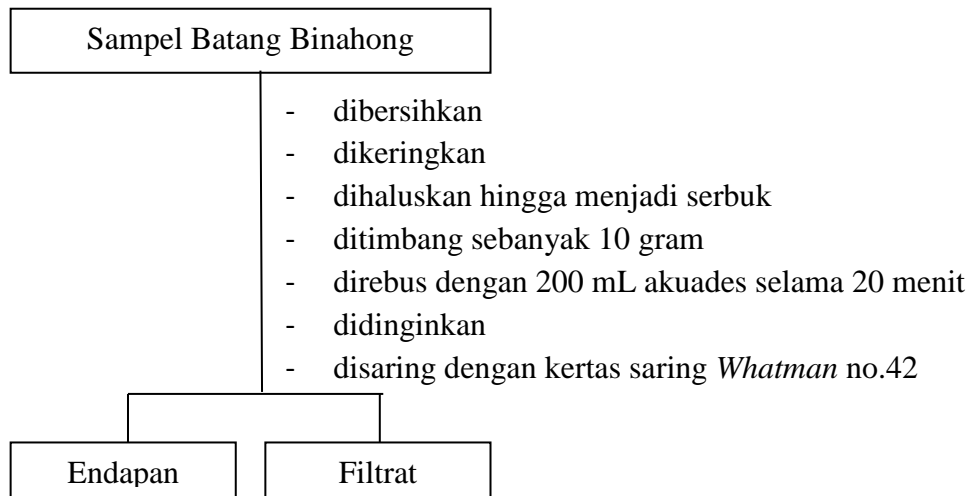 Sampel Batang Binahong
- dibersihkan
- dikeringkan
- dihaluskan hingga menjadi serbuk
- ditimbang sebanyak 10 gram
- direbus dengan 200 mL akuades selama 20 menit
- didinginkan
- disaring dengan kertas saring Whatman no.42
Endapan
Filtrat